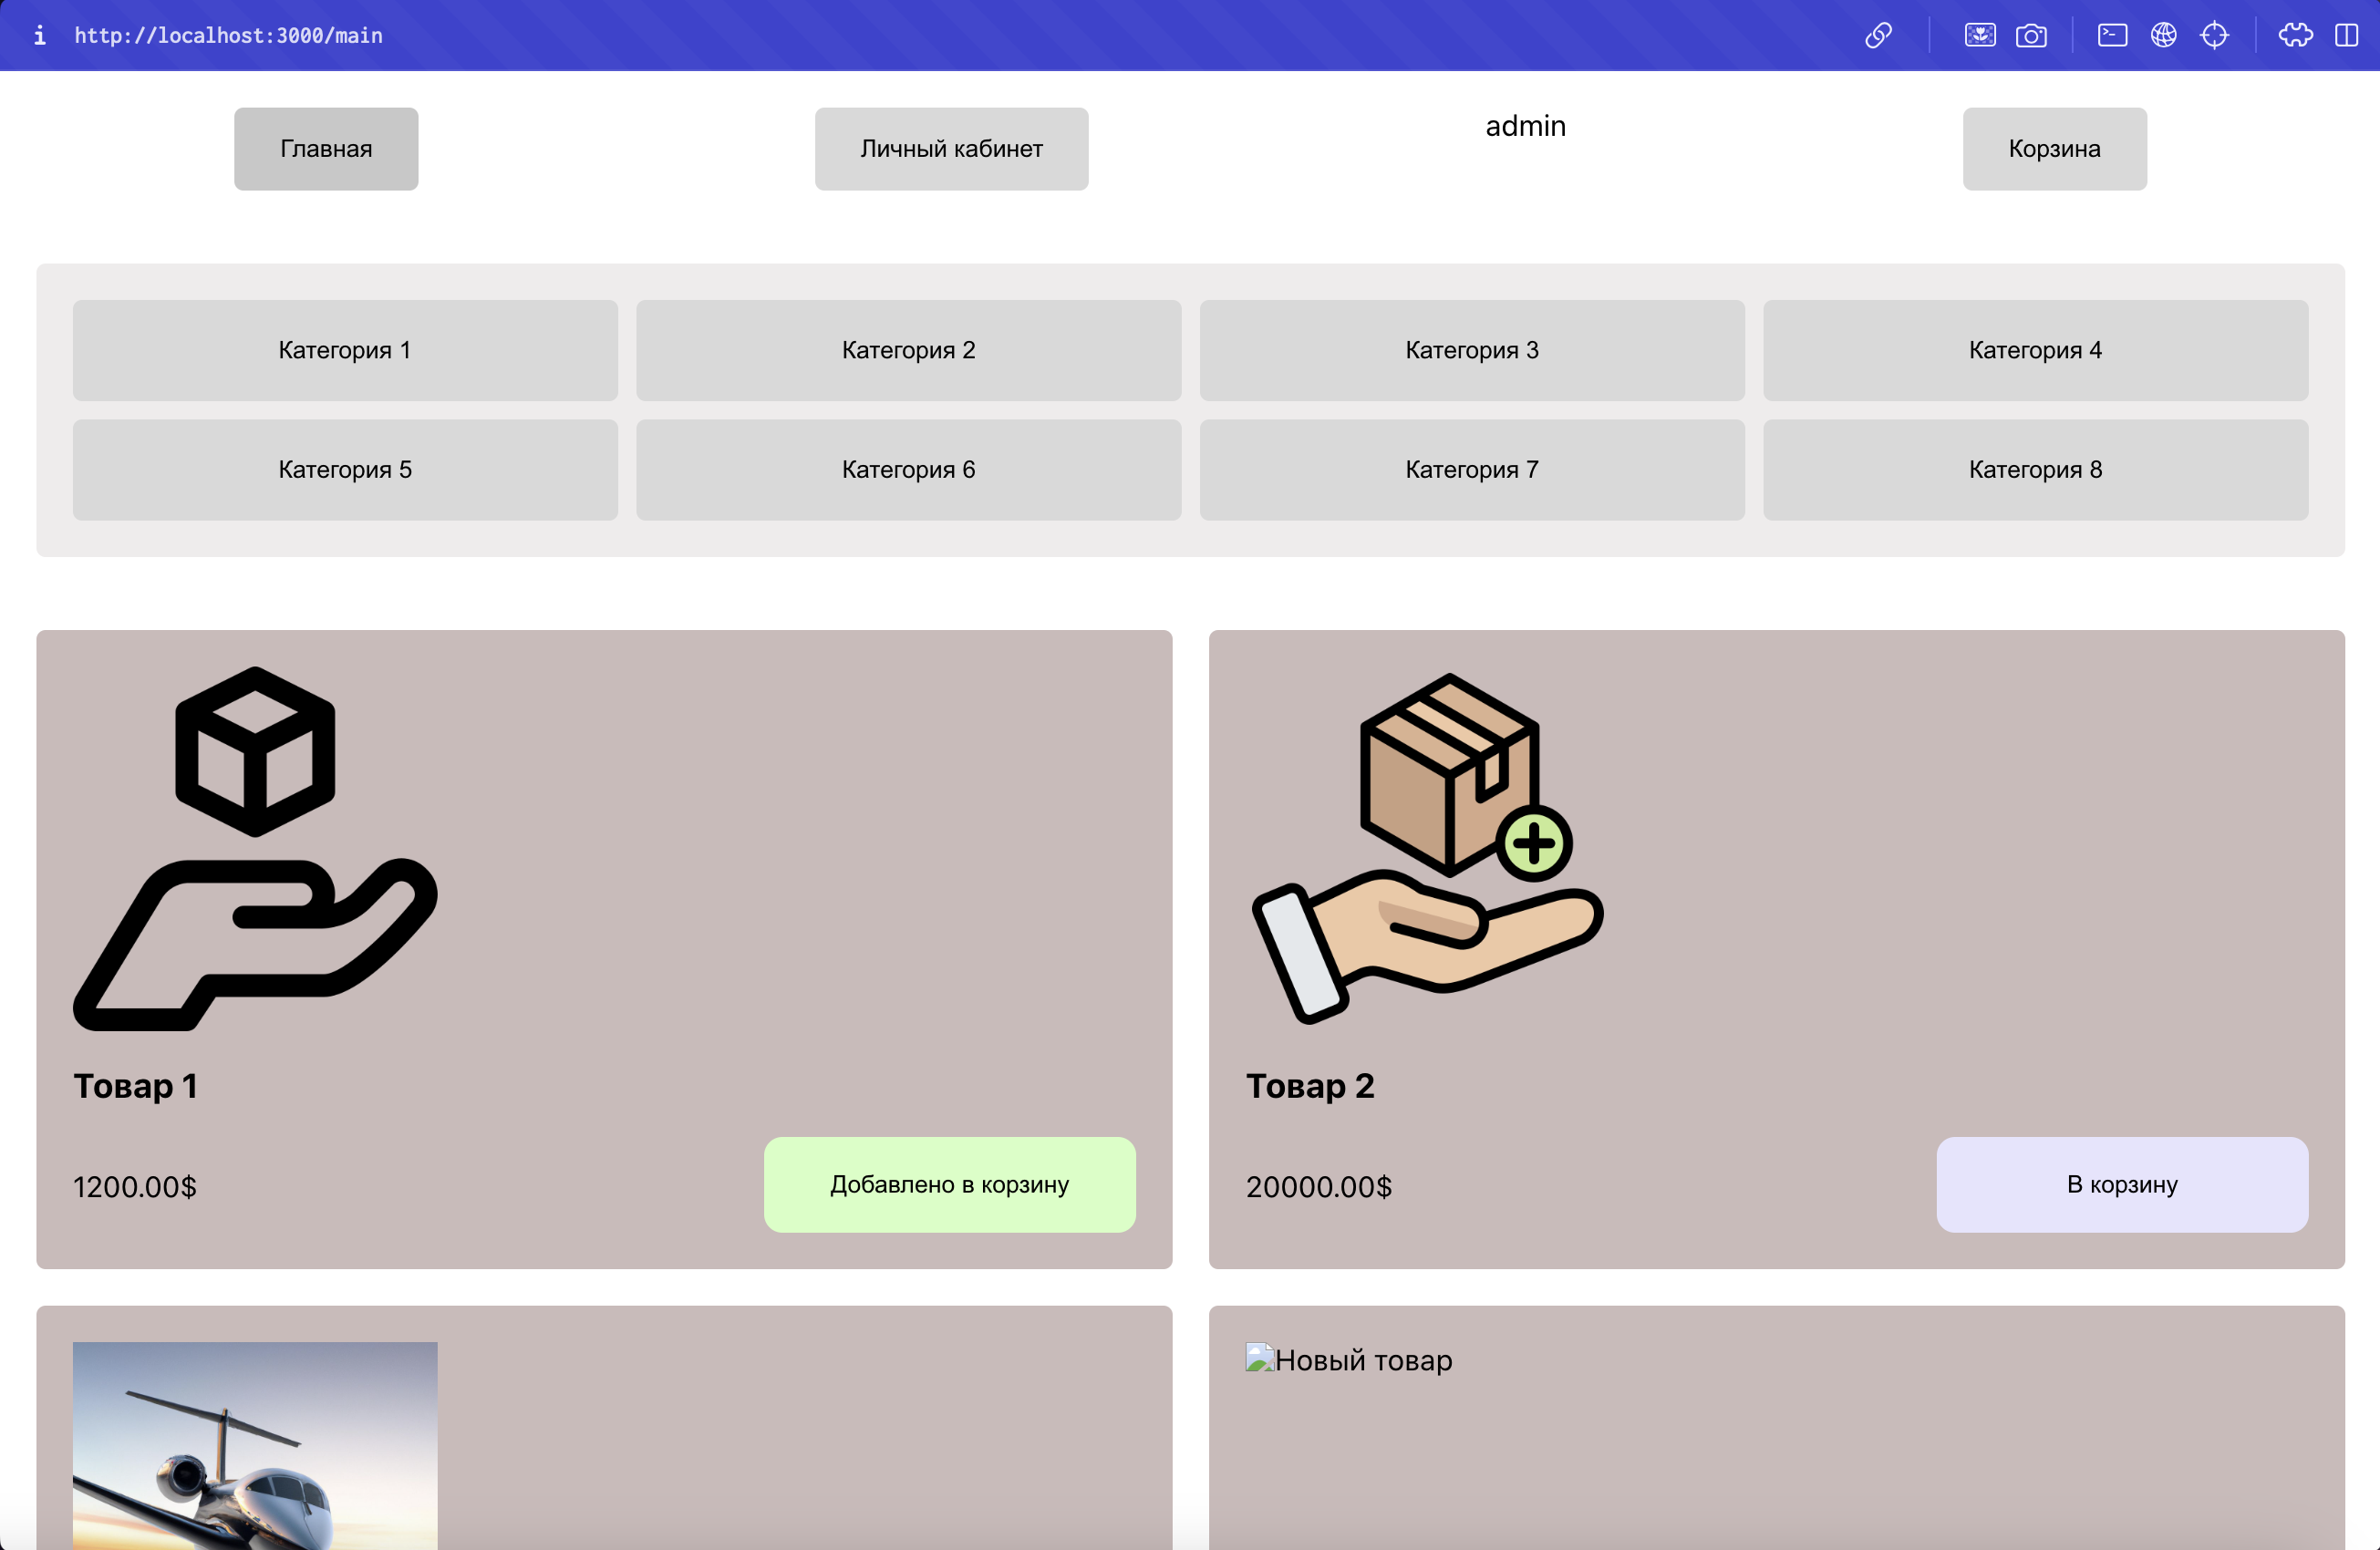 http://localhost:3000/main
Главная
Личный кабинет
admin
Корзина
Категория 1
Категория 2
Категория 3
Категория 4
Категория 5
Категория 6
Категория 7
Категория 8
Товар 1
1200.00$
Добавлено в корзину
Товар 2
20000.00$
В корзину
Новый товар